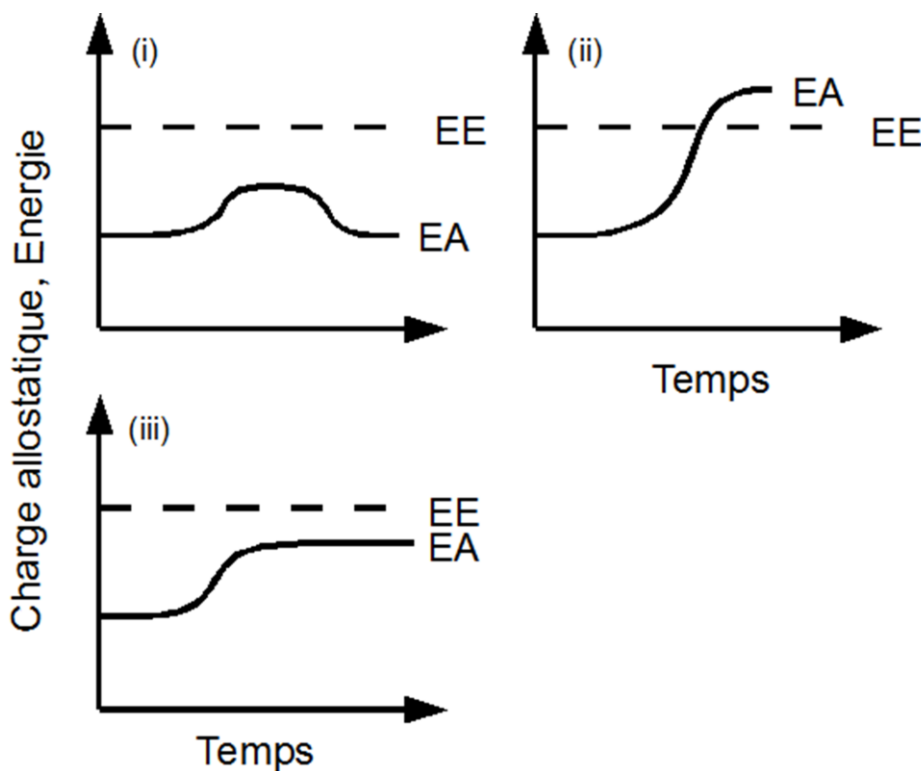 (i)
EE
EA
(ii)
EA
EE
Temps
Charge allostatique, Energie
(iii)
EE
EA
Temps